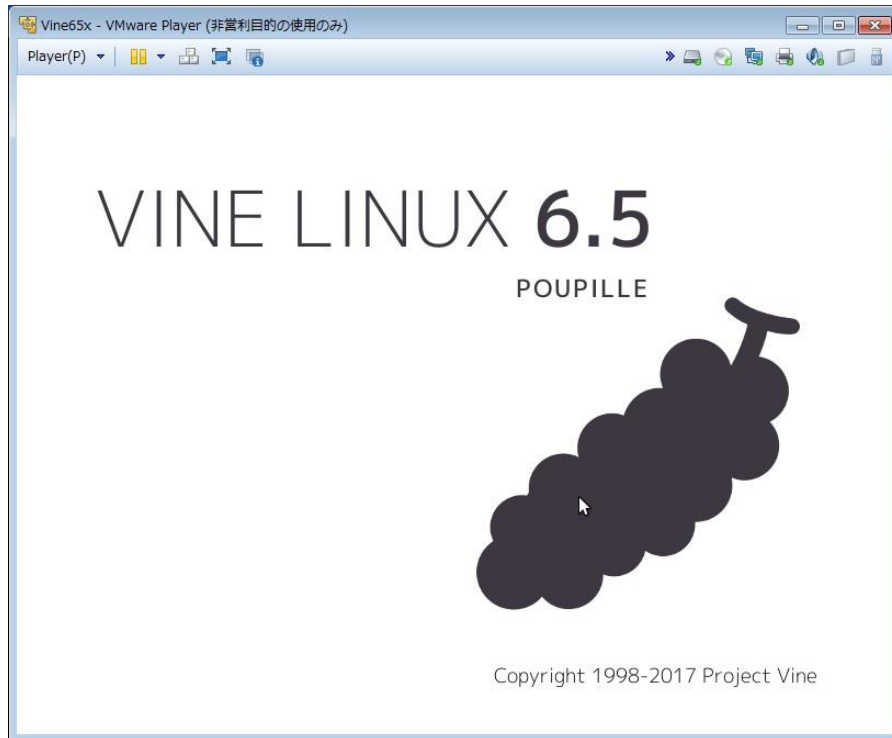 Vine65x - VMware Player (非営利目的の使用のみ)
Player(P)
VINE LINUX 6.5
POUPILLE
Copyright 1998-2017 Project Vine